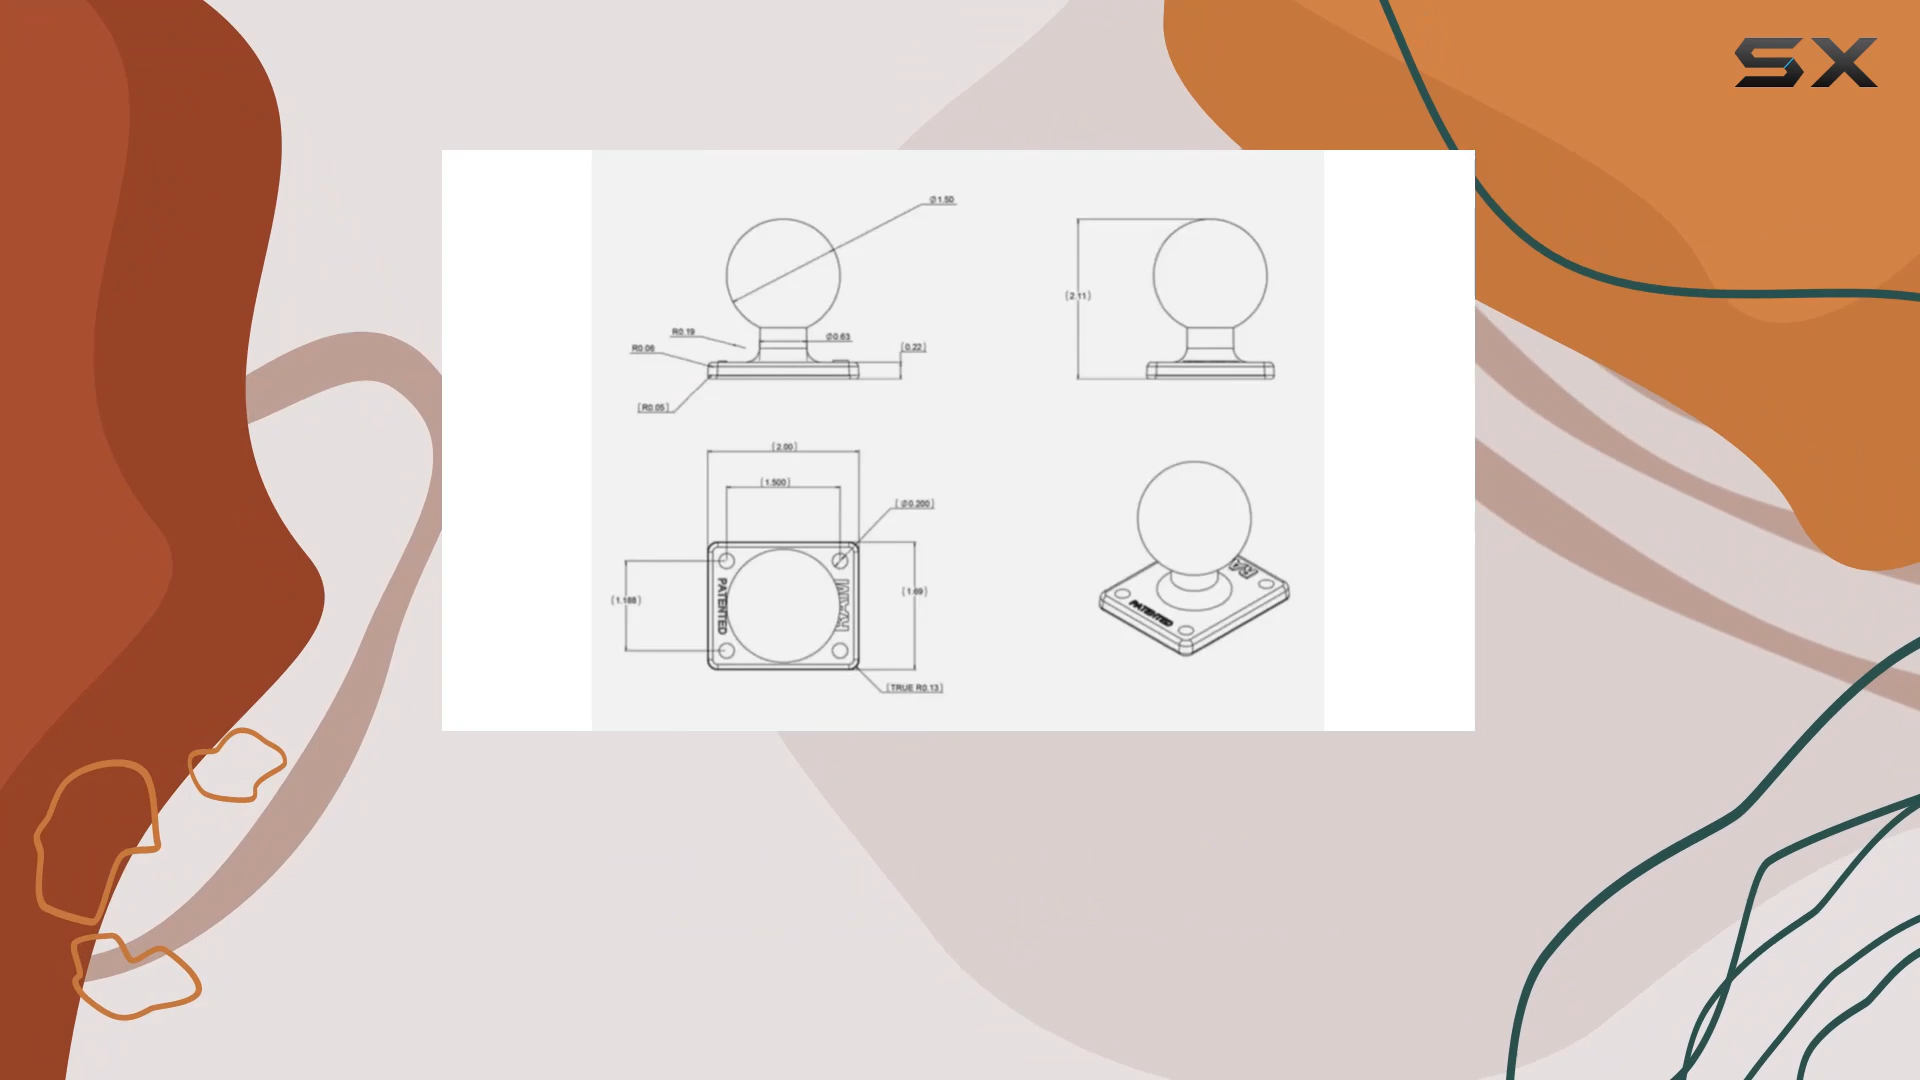 SX
Ø1.50
R0.19
Ø0.63
R0.06
[0.22]
[R0.05]
[2.11]
[2.00]
[1.500]
[Ø0.200]
[1.188]
PATENTED
RAM
[1.69]
[TRUE R0.13]
RA
PATENTED